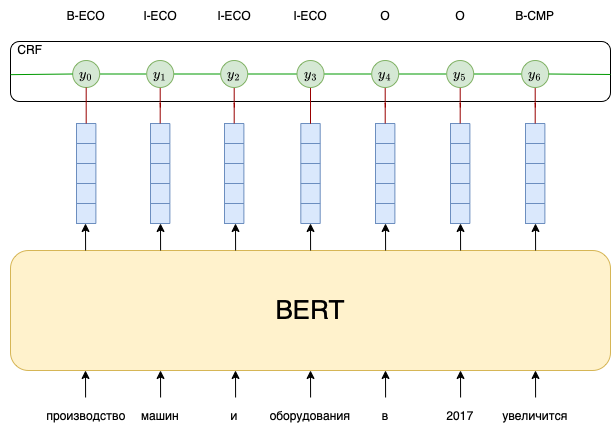 B-ECO I-ECO I-ECO I-ECO O O B-CMP
CRF
y0 y1 y2 y3 y4 y5 y6
BERT
производство машин и оборудования в 2017 увеличится